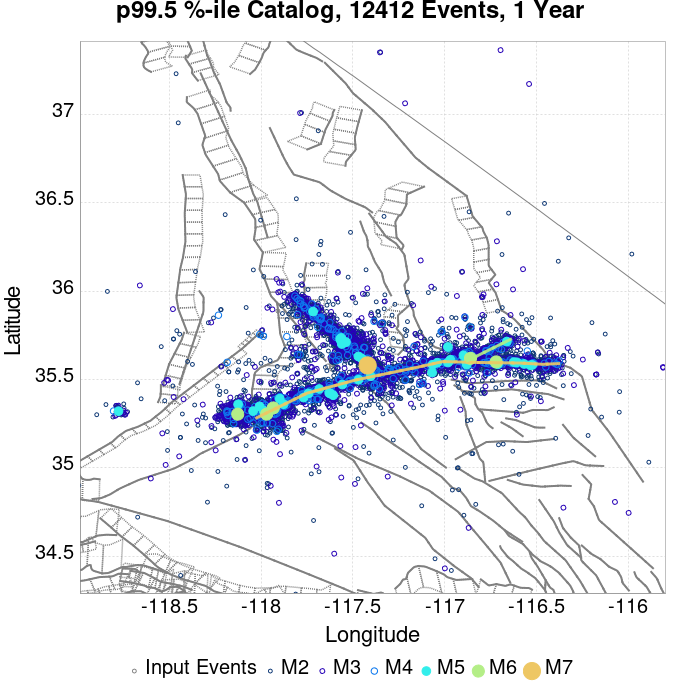 p99.5 %-ile Catalog, 12412 Events, 1 Year
37
36.5
36
35.5
35
34.5
Latitude
-118.5 -118 -117.5 -117 -116.5 -116
Longitude
Input Events M2 M3 M4 M5 M6 M7